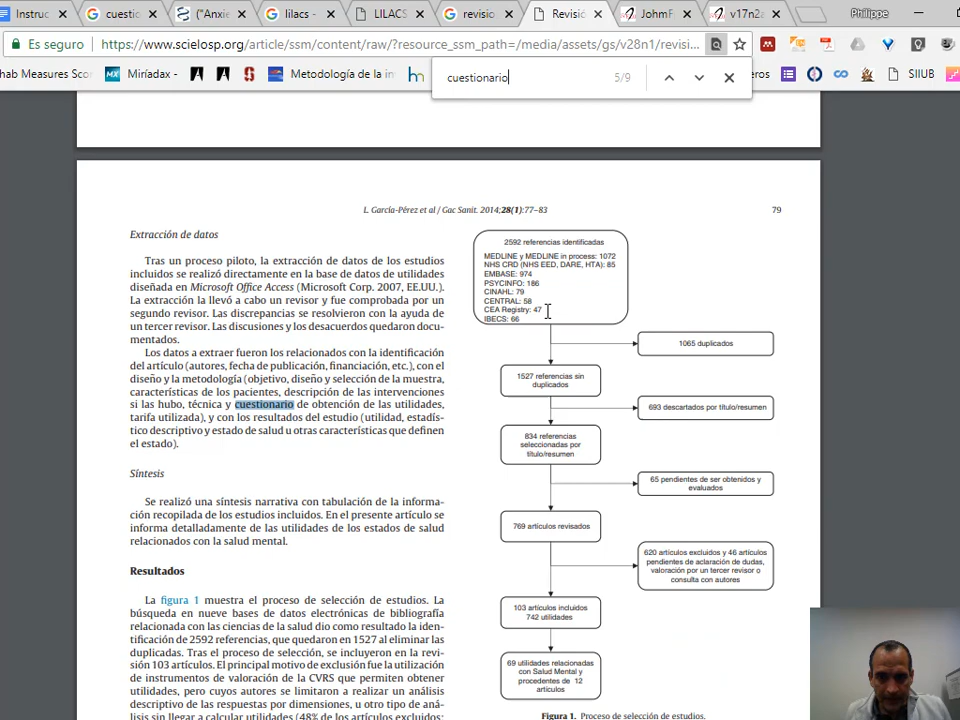 Instruc
cuestio
("Anxie
lilacs -
LILACS
revisio
Revisió
JohmF
v17n2a
Philippe
Es seguro
https://www.scielosp.org/article/ssm/content/raw/?resource_ssm_path=/media/assets/gs/v28n1/revisi...
hab Measures Sco
Miríadax -
Metodología de la in
SIIUB
cuestionario
5/9
L. García-Pérez et al / Gac Sanit. 2014;28(1):77–83
79
Extracción de datos
Tras un proceso piloto, la extracción de datos de los estudios
incluidos se realizó directamente en la base de datos de utilidades
diseñada en Microsoft Office Access (Microsoft Corp. 2007, EE.UU.).
La extracción la llevó a cabo un revisor y fue comprobada por un
segundo revisor. Las discrepancias se resolvieron con la ayuda de
un tercer revisor. Las discusiones y los desacuerdos quedaron docu-
mentados.
Los datos a extraer fueron los relacionados con la identificación
del artículo (autores, fecha de publicación, financiación, etc.), con el
diseño y la metodología (objetivo, diseño y selección de la muestra,
características de los pacientes, descripción de las intervenciones
si las hubo, técnica y cuestionario de obtención de las utilidades,
tarifa utilizada), y con los resultados del estudio (utilidad, estadís-
tico descriptivo y estado de salud u otras características que definen
el estado).
Síntesis
Se realizó una síntesis narrativa con tabulación de la informa-
ción recopilada de los estudios incluidos. En el presente artículo se
informa detalladamente de las utilidades de los estados de salud
relacionados con la salud mental.
Resultados
La figura 1 muestra el proceso de selección de estudios. La
búsqueda en nueve bases de datos electrónicas de bibliografía
relacionada con las ciencias de la salud dio como resultado la iden-
tificación de 2592 referencias, que quedaron en 1527 al eliminar las
duplicadas. Tras el proceso de selección, se incluyeron en la revi-
sión 103 artículos. El principal motivo de exclusión fue la utilización
de instrumentos de valoración de la CVRS que permiten obtener
utilidades, pero cuyos autores se limitaron a realizar un análisis
descriptivo de las respuestas por dimensiones, u otro tipo de aná-
lisis sin llegar a calcular utilidades (48% de los artículos excluidos;
2592 referencias identificadas
MEDLINE y MEDLINE in process: 1072
NHS CRD (NHS EED, DARE, HTA): 85
EMBASE: 974
PSYCINFO: 186
CINAHL: 79
CENTRAL: 58
CEA Registry: 47
IBECS: 66
1065 duplicados
1527 referencias sin
duplicados
693 descartados por título/resumen
834 referencias
seleccionadas por
título/resumen
65 pendientes de ser obtenidos y
evaluados
769 artículos revisados
620 artículos excluidos y 46 artículos
pendientes de aclaración de dudas,
valoración por un tercer revisor o
consulta con autores
103 artículos incluidos
742 utilidades
69 utilidades relacionadas
con Salud Mental y
procedentes de 12
artículos
Figura 1. Proceso de selección de estudios.